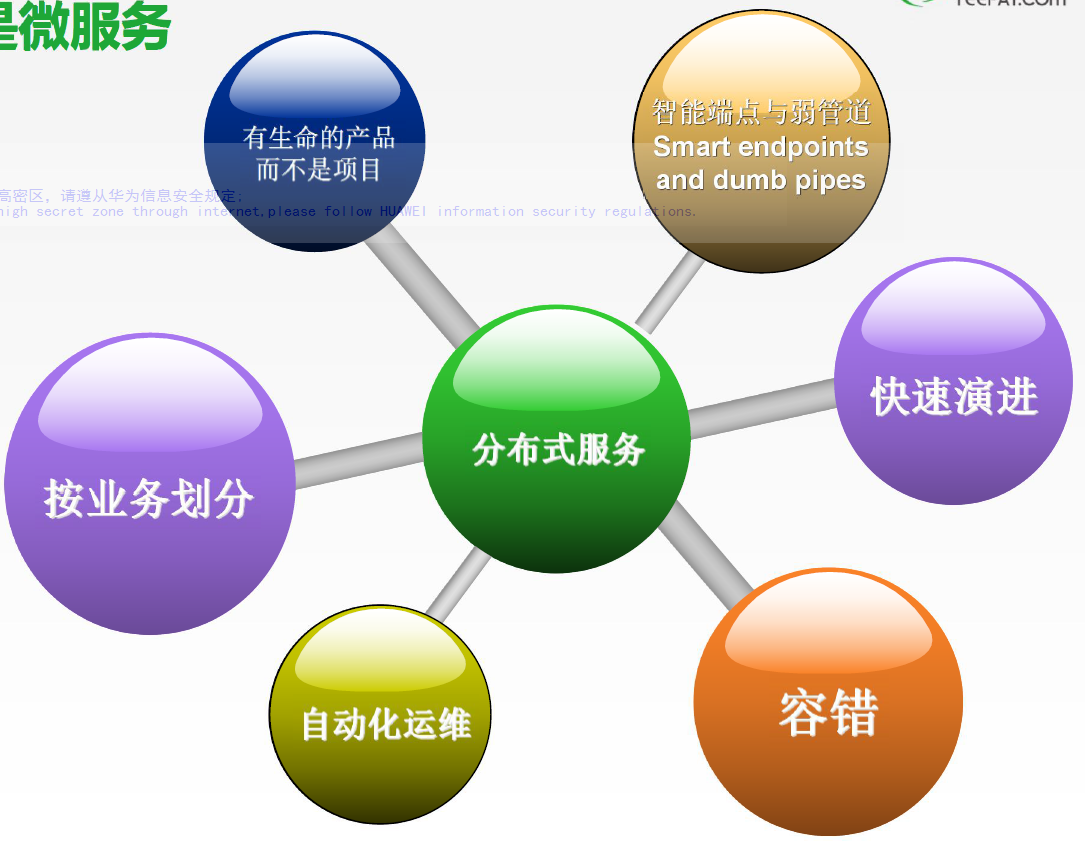 是微服务
有生命的产品
而不是项目
智能端点与弱管道
Smart endpoints
and dumb pipes
高密区，请遵从华为信息安全规定;
high secret zone through internet,please follow HUAWEI information security regulations.
快速演进
分布式服务
按业务划分
容错
自动化运维